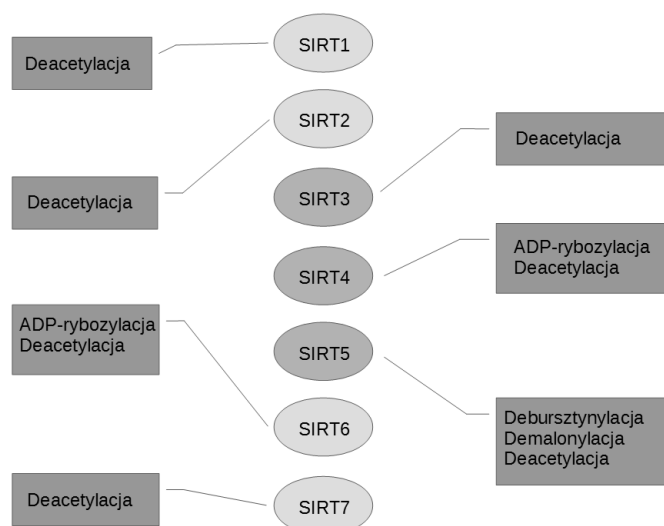 SIRT1
Deacetylacja
SIRT2
Deacetylacja
Deacetylacja
SIRT3
ADP-rybozylacja
Deacetylacja
SIRT4
ADP-rybozylacja
Deacetylacja
SIRT5
Debursztynylacja
Demalonylacja
Deacetylacja
SIRT6
Deacetylacja
SIRT7